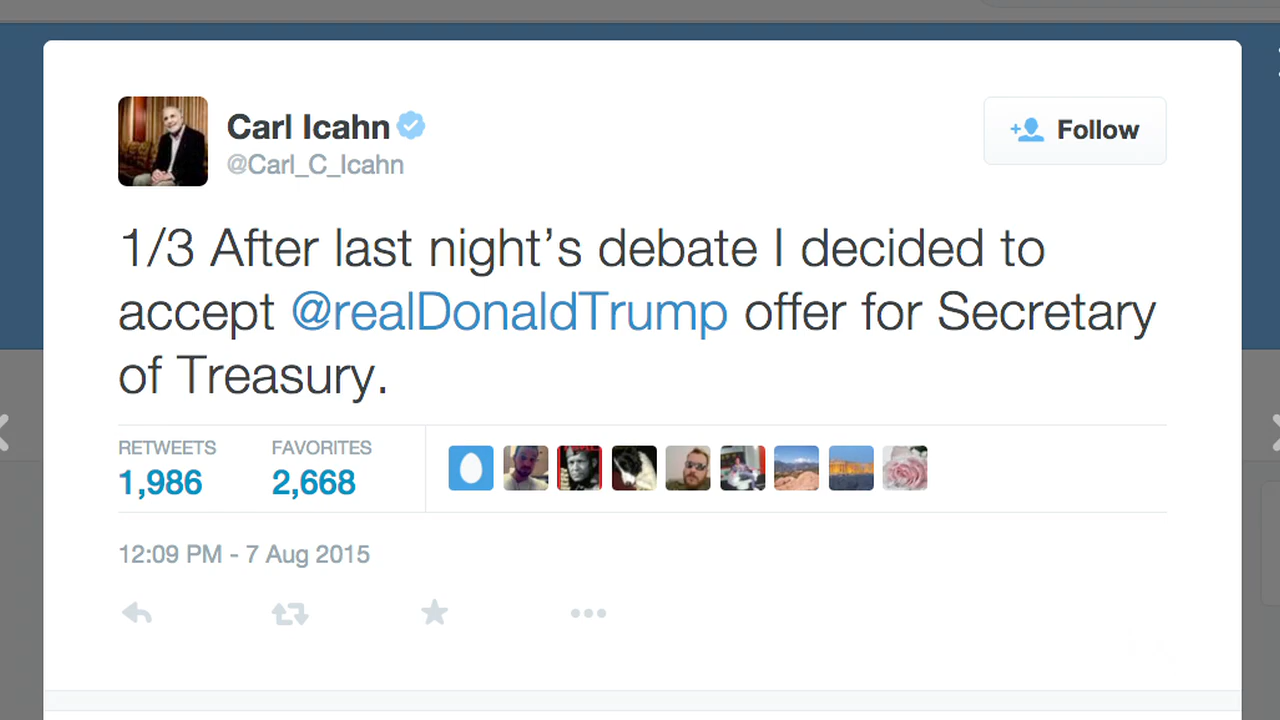 Carl Icahn
@Carl_C_Icahn
Follow
1/3 After last night’s debate I decided to
accept @realDonaldTrump offer for Secretary
of Treasury.
RETWEETS
FAVORITES
1,986
2,668
12:09 PM - 7 Aug 2015